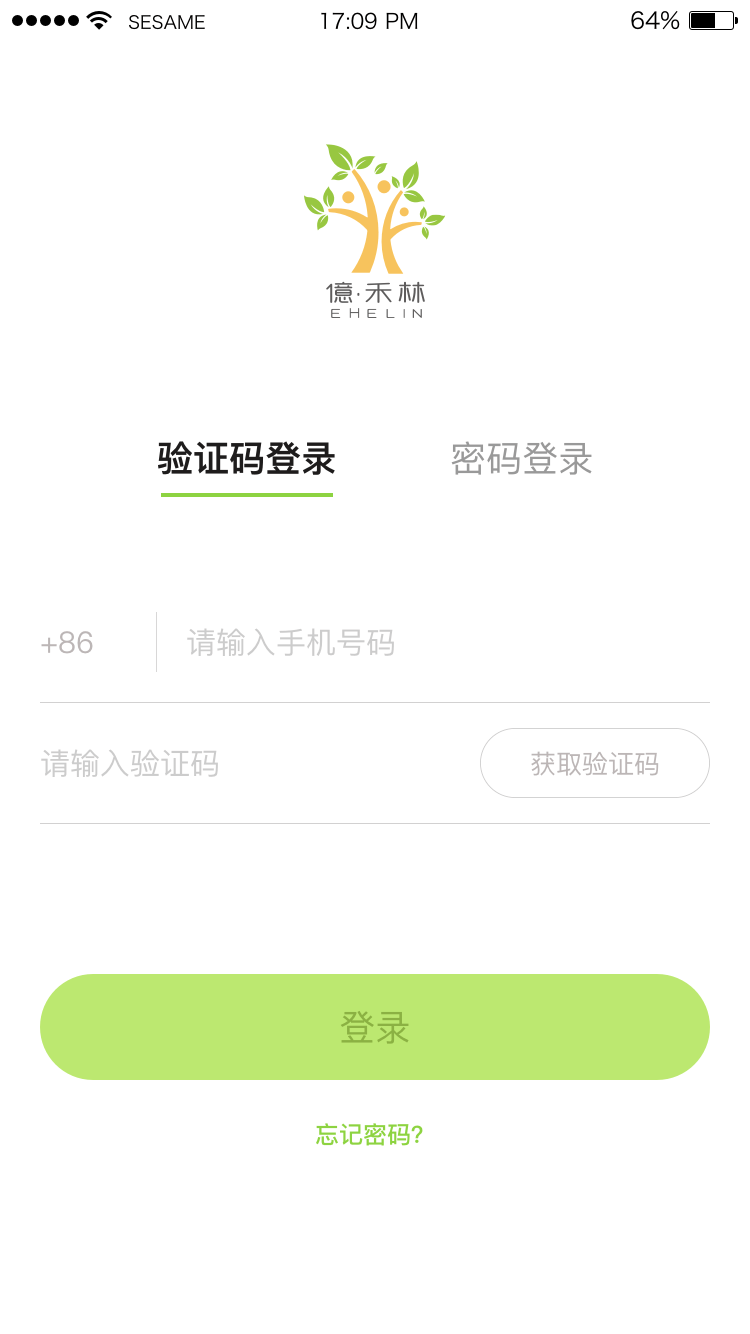 SESAME 17:09 PM 64%
億·禾林
EHELIN
验证码登录 密码登录
+86 请输入手机号码
请输入验证码 获取验证码
登录
忘记密码?